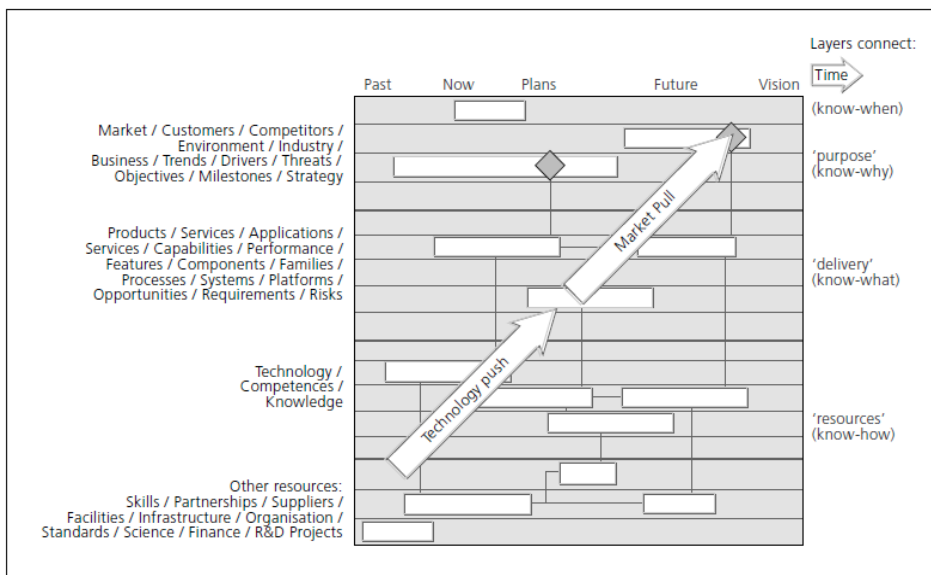 Layers connect:
Time
Past Now Plans Future Vision
(know-when)
Market / Customers / Competitors /
Environment / Industry /
Business / Trends / Drivers / Threats /
Objectives / Milestones / Strategy
'purpose'
(know-why)
Market Pull
Products / Services / Applications /
Services / Capabilities / Performance /
Features / Components / Families /
Processes / Systems / Platforms /
Opportunities / Requirements / Risks
'delivery'
(know-what)
Technology push
Technology /
Competences /
Knowledge
'resources'
(know-how)
Other resources:
Skills / Partnerships / Suppliers /
Facilities / Infrastructure / Organisation /
Standards / Science / Finance / R&D Projects